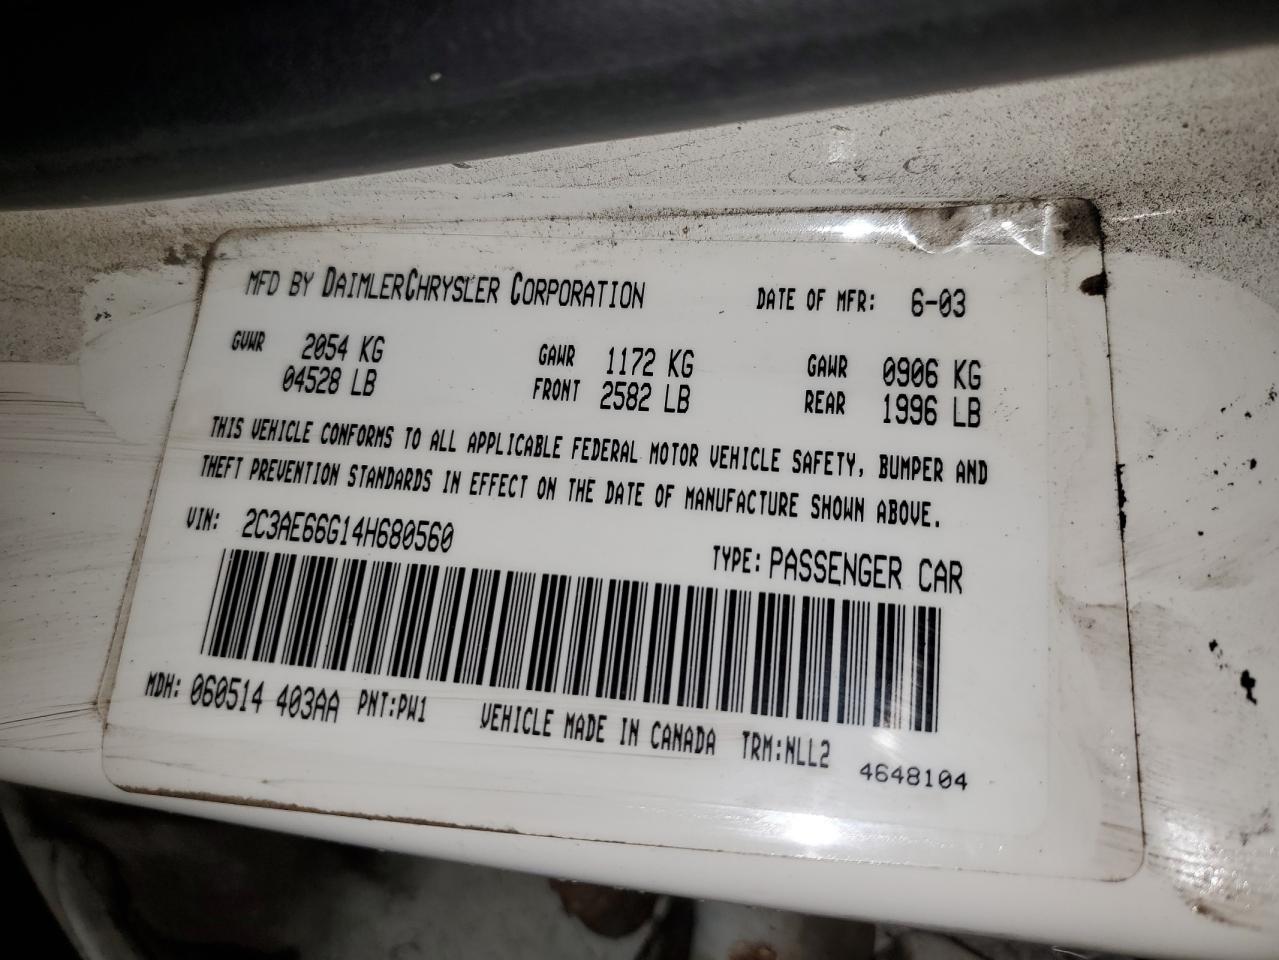 MFD BY DAIMLERCHRYSLER CORPORATION DATE OF MFR: 6-03
GVWR 2054 KG GAWR 1172 KG GAWR 0906 KG
04528 LB FRONT 2582 LB REAR 1996 LB
THIS VEHICLE CONFORMS TO ALL APPLICABLE FEDERAL MOTOR VEHICLE SAFETY, BUMPER AND
THEFT PREVENTION STANDARDS IN EFFECT ON THE DATE OF MANUFACTURE SHOWN ABOVE.
VIN: 2C3AE66G14H680560 TYPE: PASSENGER CAR
MDH: 060514 403AA PNT:PW1 VEHICLE MADE IN CANADA TRM:NLL2
4648104